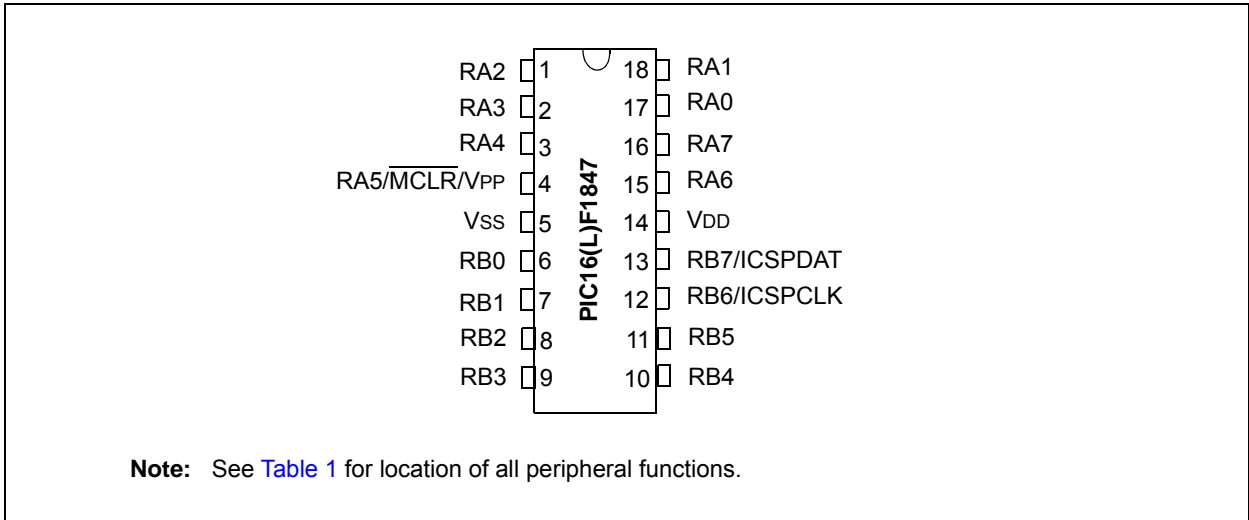 RA2 1 18 RA1
RA3 2 17 RA0
RA4 3 16 RA7
RA5/MCLR/VPP 4 15 RA6
VSS 5 14 VDD
RB0 6 13 RB7/ICSPDAT
RB1 7 12 RB6/ICSPCLK
RB2 8 11 RB5
RB3 9 10 RB4
PIC16(L)F1847
Note: See Table 1 for location of all peripheral functions.